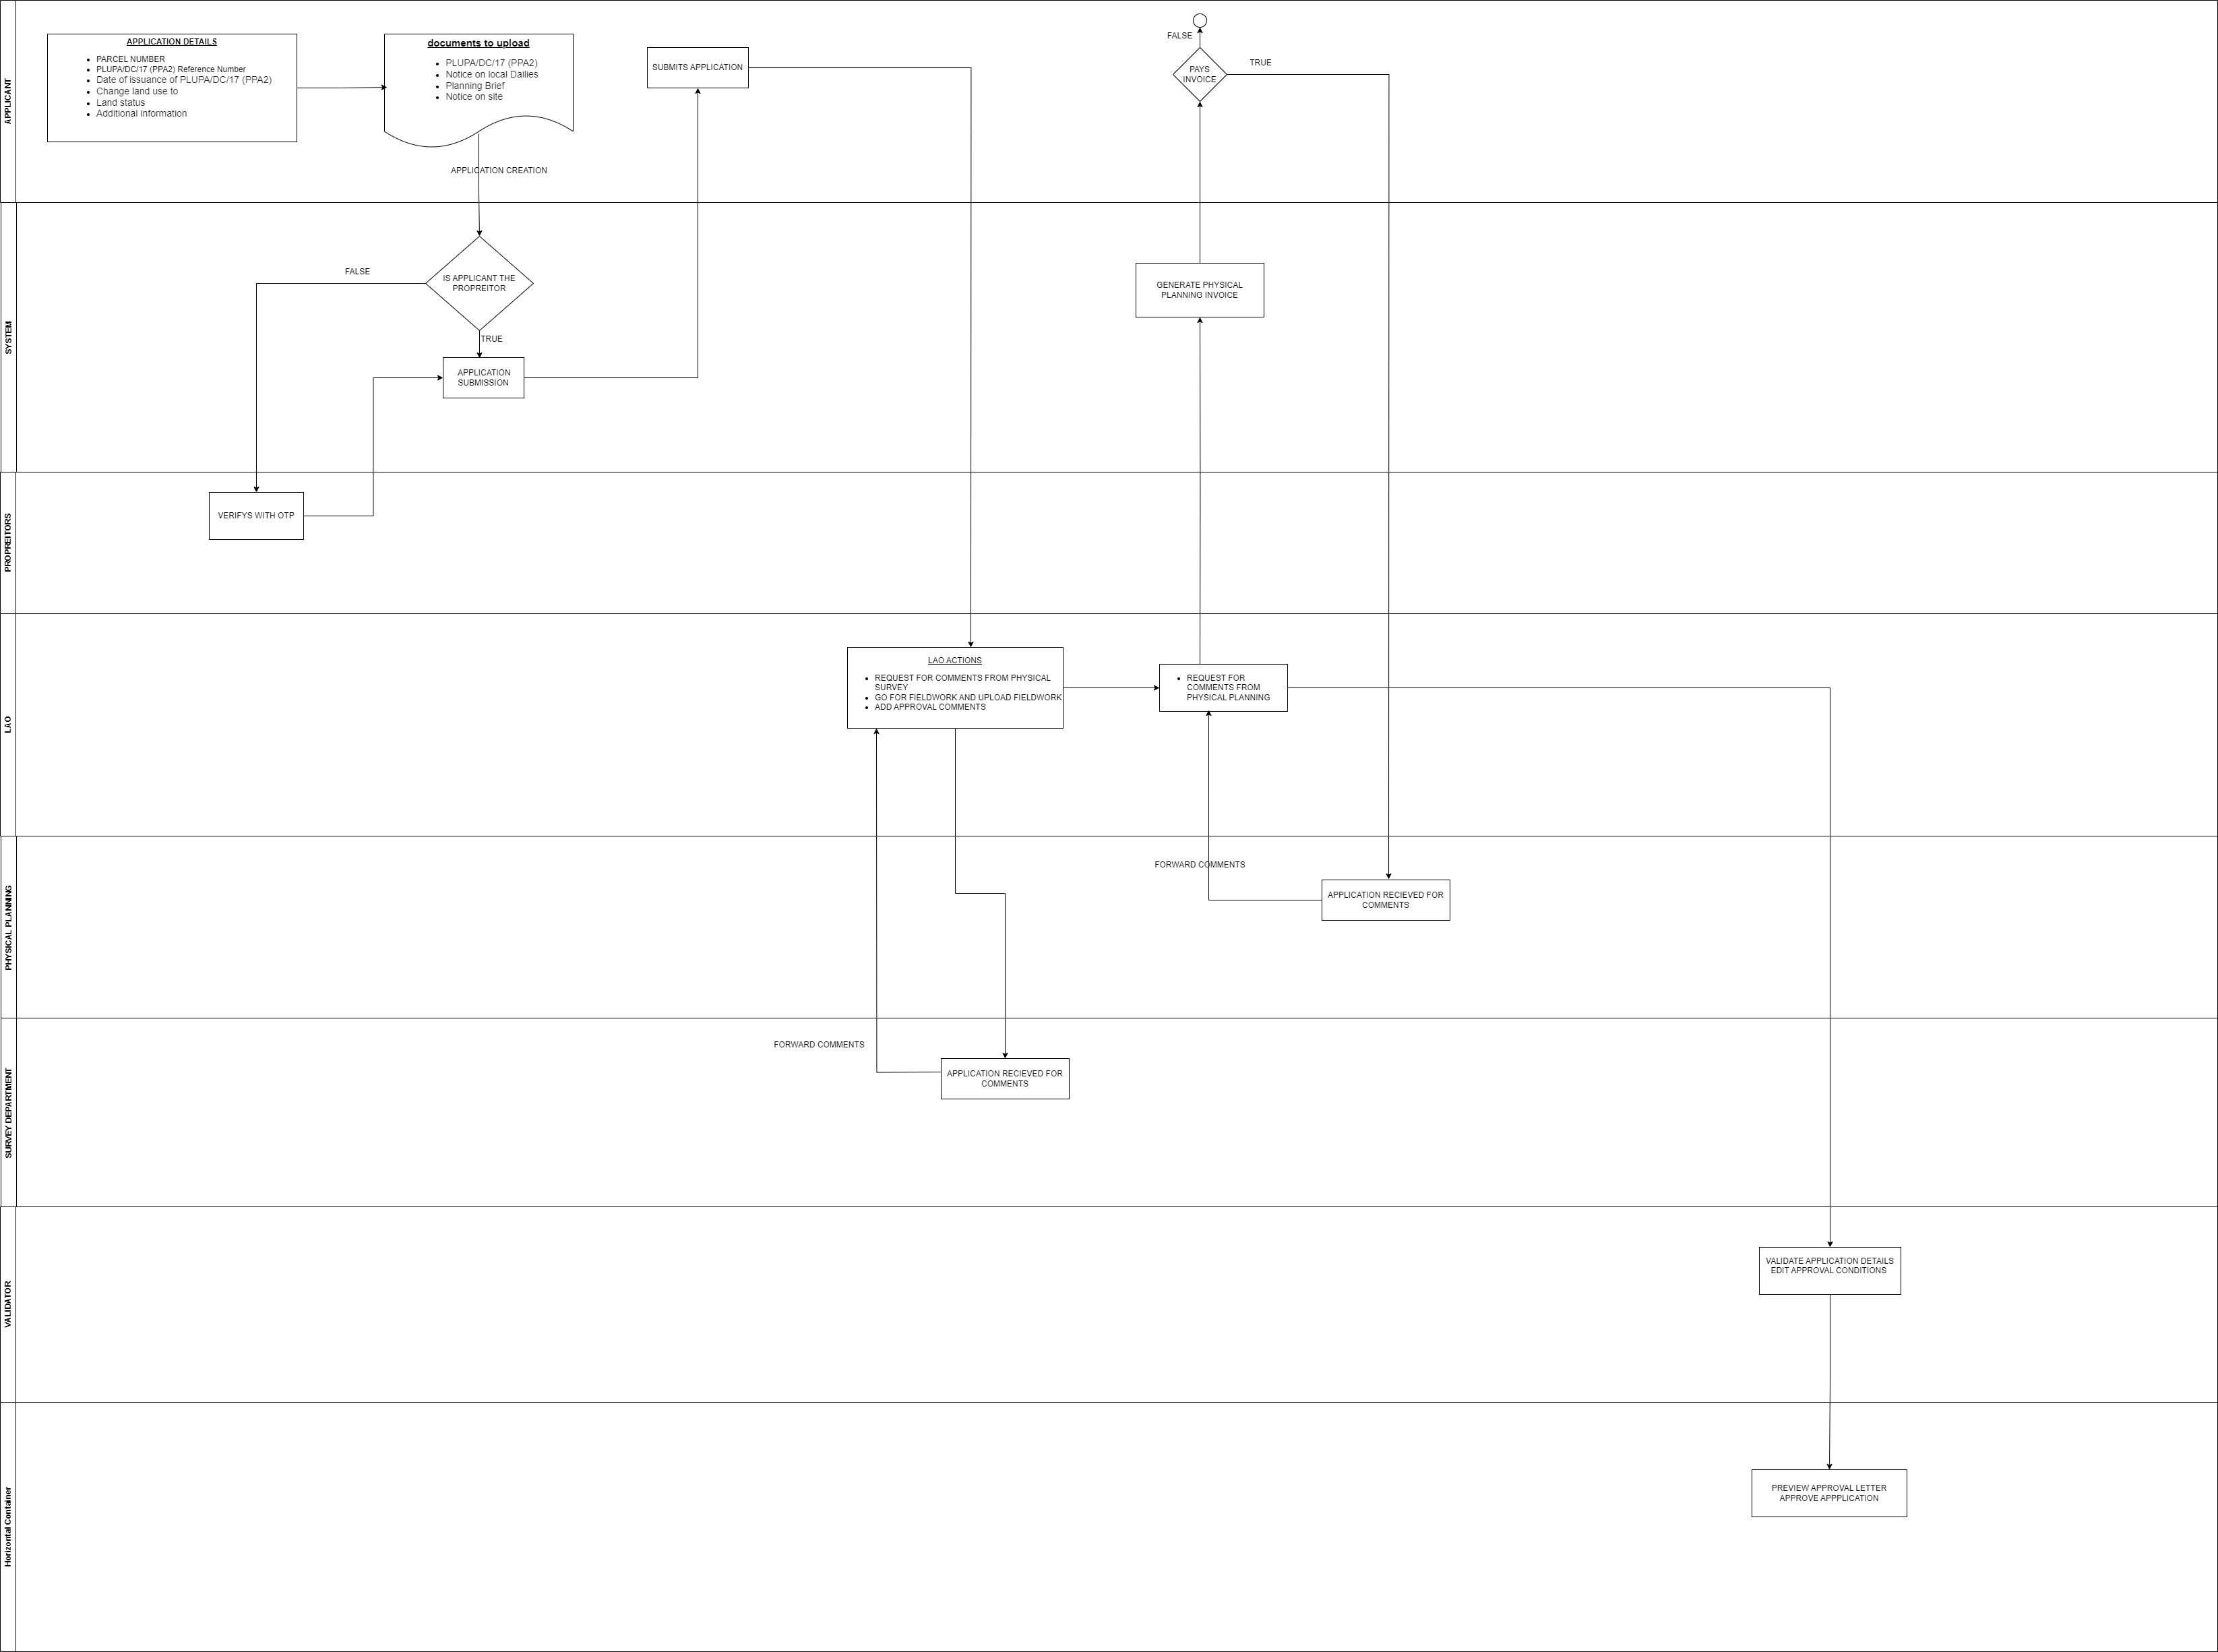 APPLICANT
APPLICATION DETAILS
PARCEL NUMBER
PLUPA/DC/17 (PPA2) Reference Number
Date of issuance of PLUPA/DC/17 (PPA2)
Change land use to
Land status
Additional information
documents to upload
PLUPA/DC/17 (PPA2)
Notice on local Dailies
Planning Brief
Notice on site
APPLICATION CREATION
SUBMITS APPLICATION
FALSE
PAYS
INVOICE
TRUE
SYSTEM
IS APPLICANT THE
PROPREITOR
FALSE
TRUE
APPLICATION
SUBMISSION
GENERATE PHYSICAL
PLANNING INVOICE
PROPREITORS
VERIFYS WITH OTP
LAO
LAO ACTIONS
REQUEST FOR COMMENTS FROM PHYSICAL
SURVEY
GO FOR FIELDWORK AND UPLOAD FIELDWORK
ADD APPROVAL COMMENTS
REQUEST FOR
COMMENTS FROM
PHYSICAL PLANNING
PHYSICAL PLANNING
FORWARD COMMENTS
APPLICATION RECIEVED FOR
COMMENTS
SURVEY DEPARTMENT
FORWARD COMMENTS
APPLICATION RECIEVED FOR
COMMENTS
VALIDATOR
VALIDATE APPLICATION DETAILS
EDIT APPROVAL CONDITIONS
Horizontal Container
PREVIEW APPROVAL LETTER
APPROVE APPPLICATION